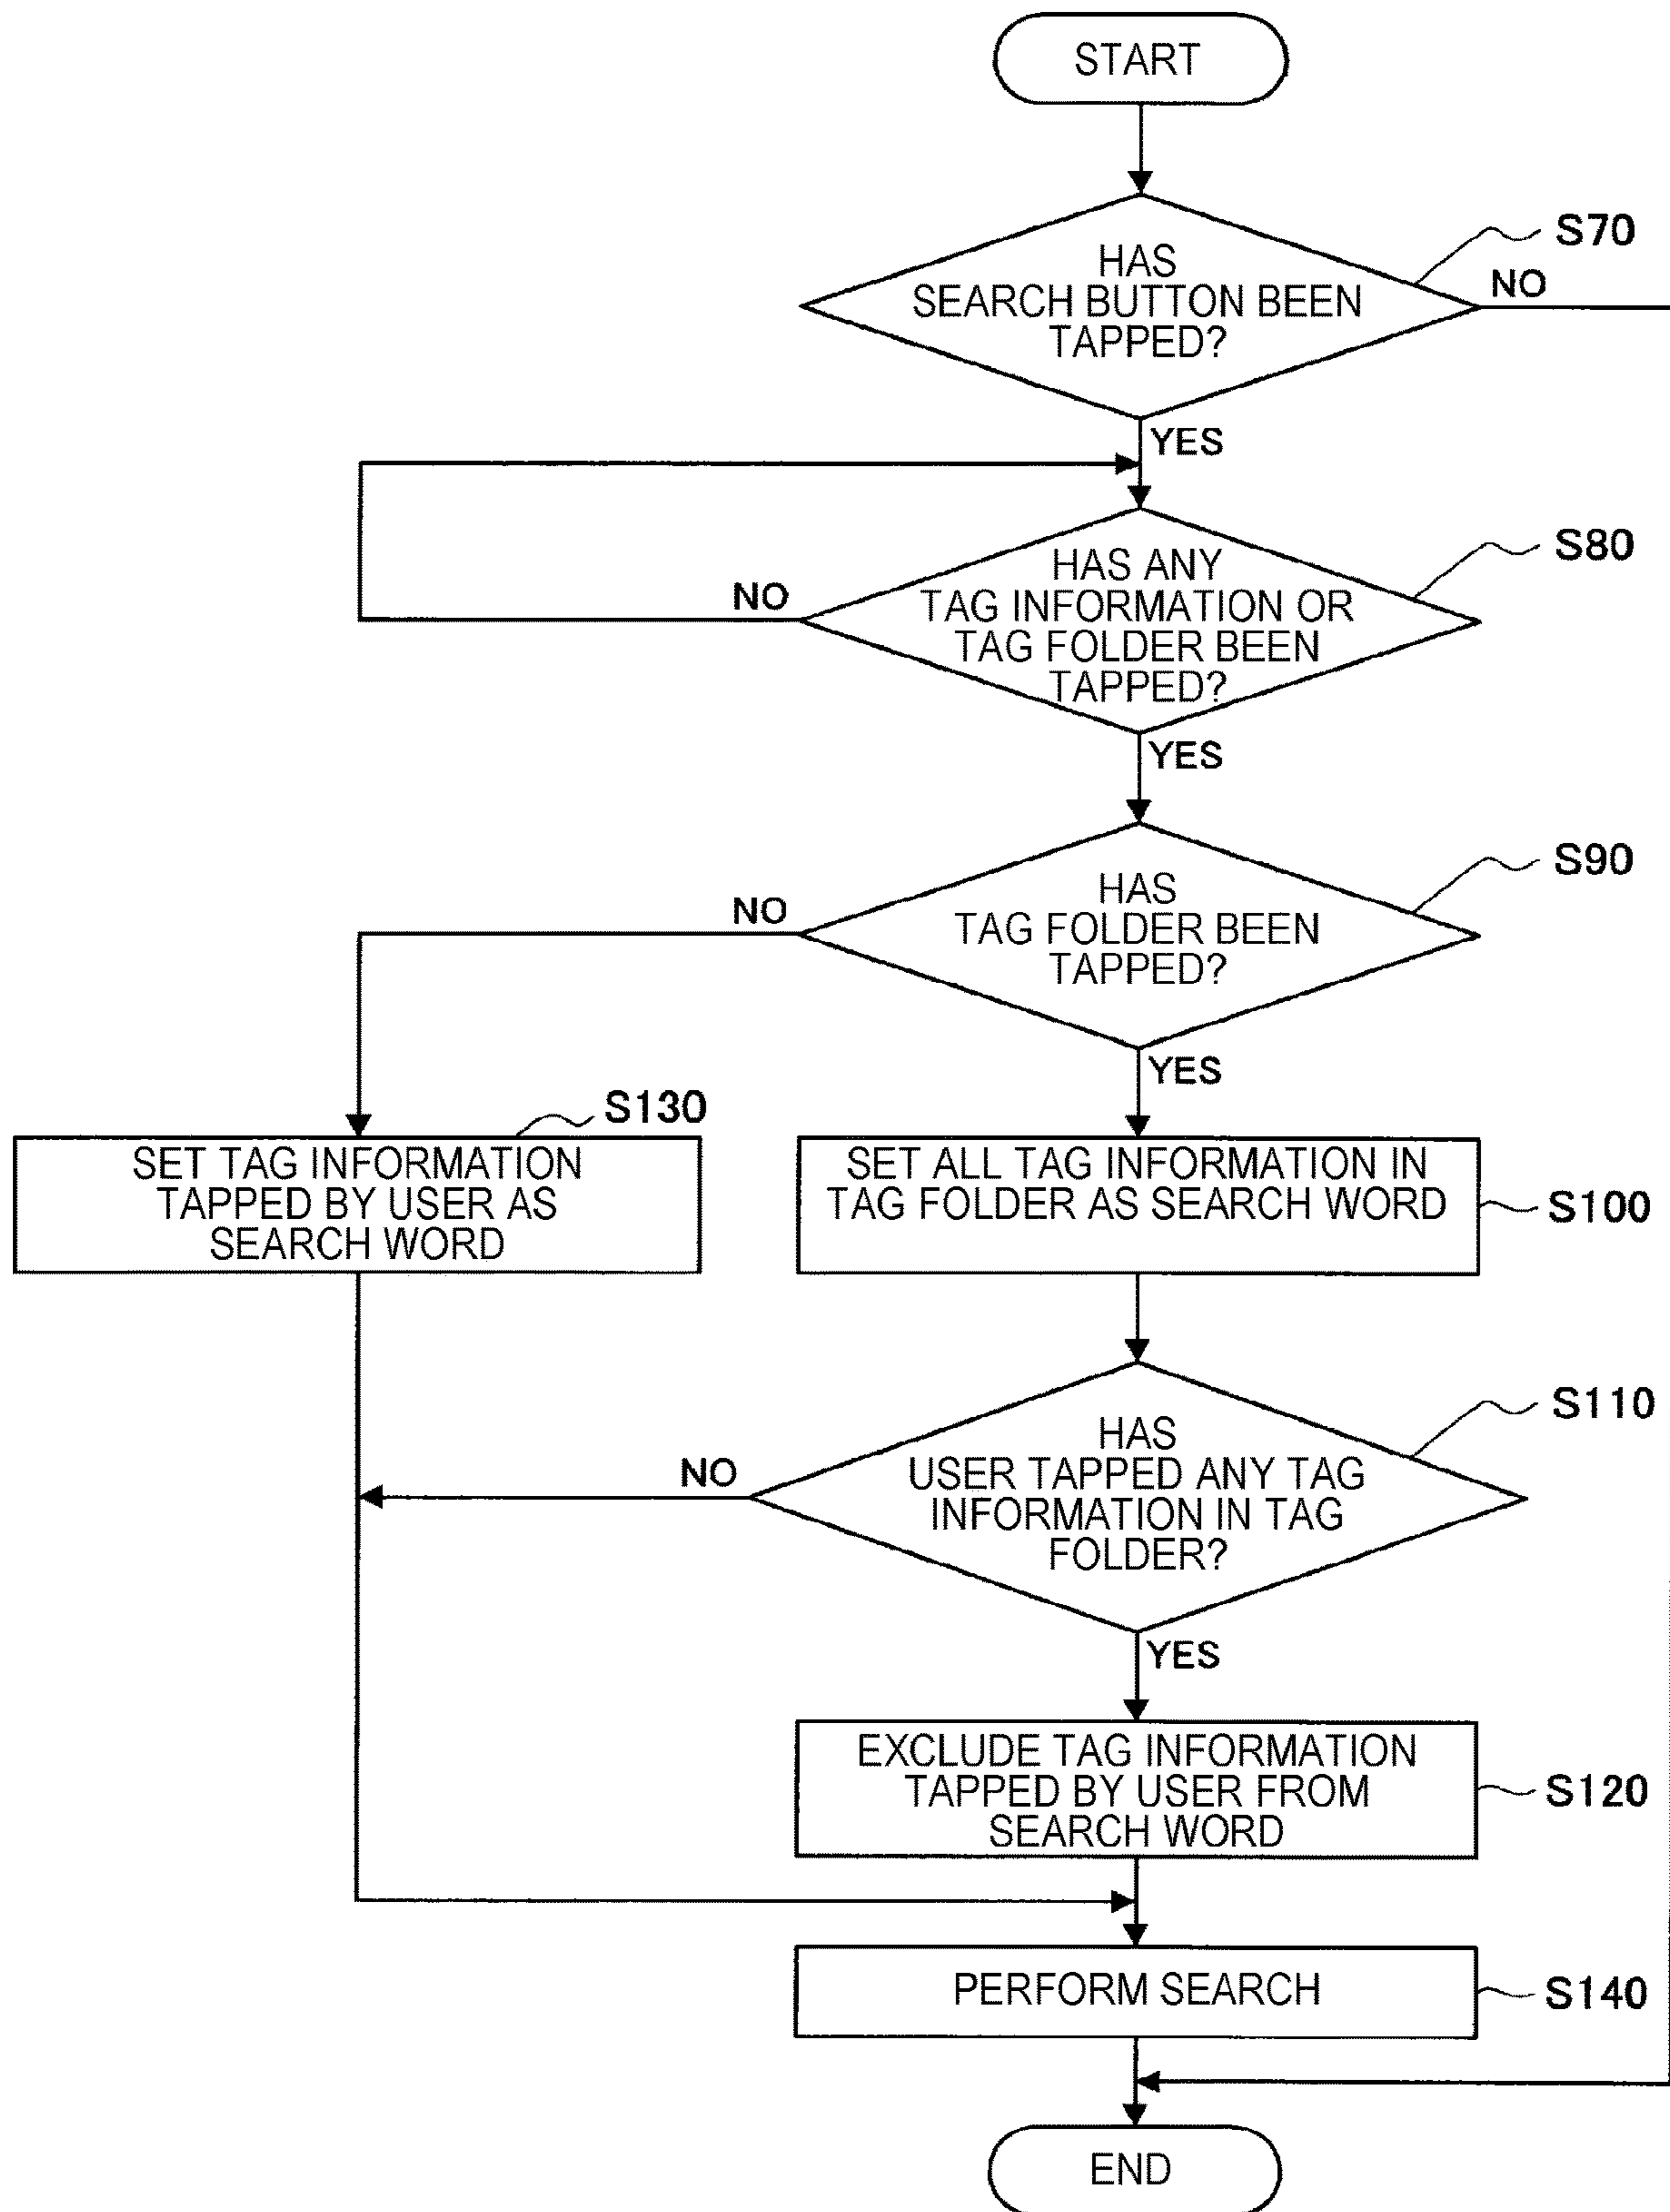 START
S70
HAS
SEARCH BUTTON BEEN
TAPPED?
NO
YES
S80
HAS ANY
TAG INFORMATION OR
TAG FOLDER BEEN
TAPPED?
NO
YES
S90
HAS
TAG FOLDER BEEN
TAPPED?
NO
YES
S130
SET TAG INFORMATION
TAPPED BY USER AS
SEARCH WORD
SET ALL TAG INFORMATION IN
TAG FOLDER AS SEARCH WORD
S100
S110
HAS
USER TAPPED ANY TAG
INFORMATION IN TAG
FOLDER?
NO
YES
EXCLUDE TAG INFORMATION
TAPPED BY USER FROM
SEARCH WORD
S120
PERFORM SEARCH
S140
END